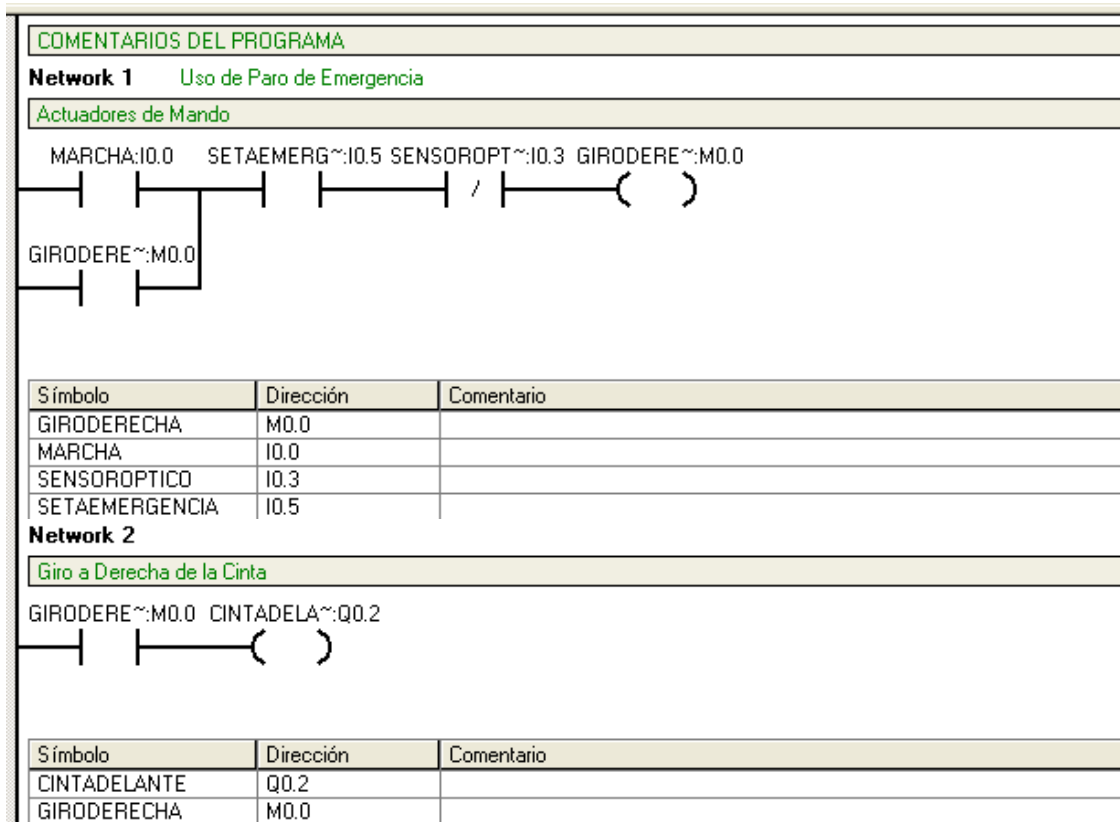 COMENTARIOS DEL PROGRAMA
Network 1 Uso de Paro de Emergencia
Actuadores de Mando
MARCHA:I0.0 SETAEMERG~:I0.5 SENSOROPT~:I0.3 GIRODERE~:M0.0
/
GIRODERE~:M0.0
Símbolo Dirección Comentario
GIRODERECHA M0.0
MARCHA I0.0
SENSOROPTICO I0.3
SETAEMERGENCIA I0.5
Network 2
Giro a Derecha de la Cinta
GIRODERE~:M0.0 CINTADELA~:Q0.2
Símbolo Dirección Comentario
CINTADELANTE Q0.2
GIRODERECHA M0.0